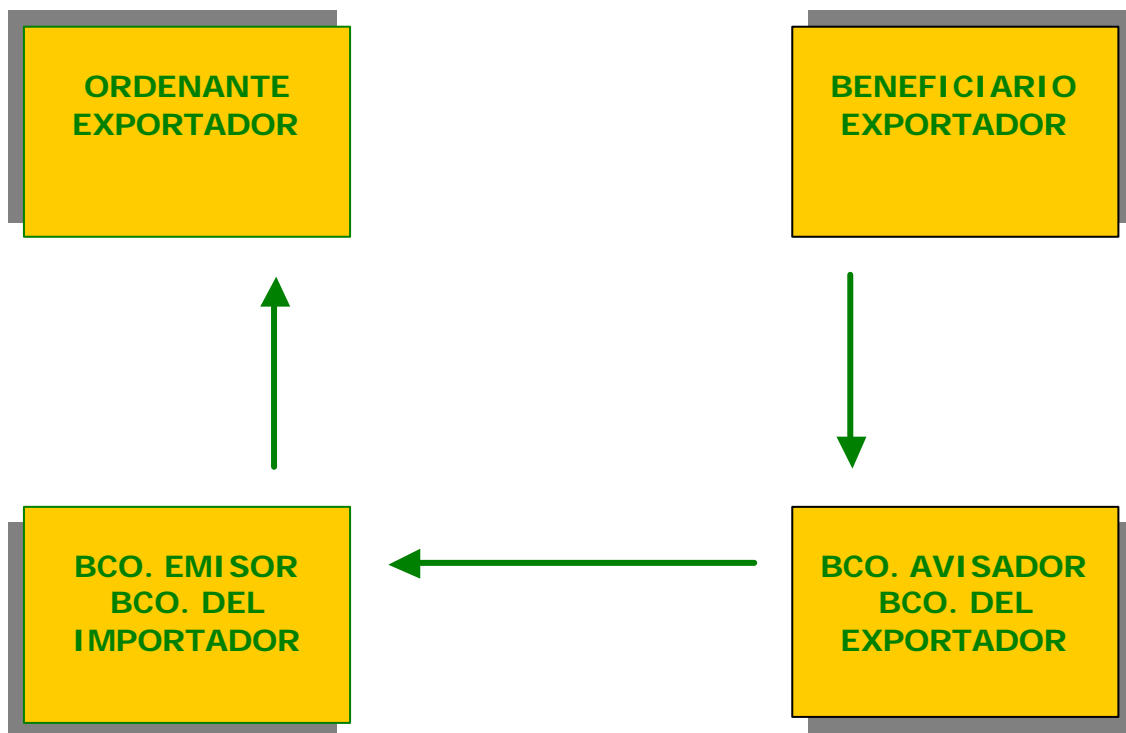 ORDENANTE
EXPORTADOR
BENEFICIARIO
EXPORTADOR
BCO. EMISOR
BCO. DEL
IMPORTADOR
BCO. AVISADOR
BCO. DEL
EXPORTADOR